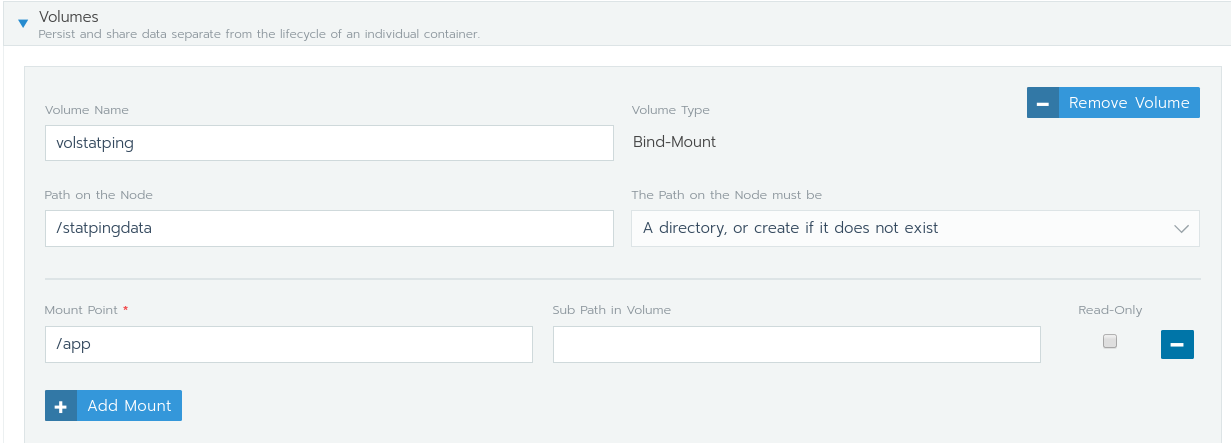 Volumes
Persist and share data separate from the lifecycle of an individual container.
Remove Volume
Volume Name
Volume Type
volstatping
Bind-Mount
Path on the Node
The Path on the Node must be
/statpingdata
A directory, or create if it does not exist
Mount Point *
Sub Path in Volume
Read-Only
/app
Add Mount